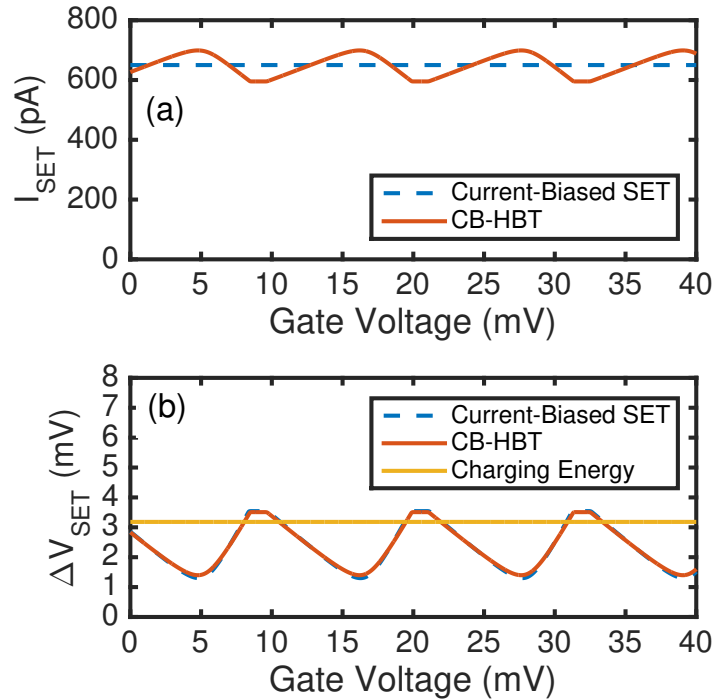 800
600
400
200
0
I_SET (pA)
(a)
Current-Biased SET
CB-HBT
0 5 10 15 20 25 30 35 40
Gate Voltage (mV)
8
7
6
5
4
3
2
1
0
ΔV_SET (mV)
(b)
Current-Biased SET
CB-HBT
Charging Energy
0 5 10 15 20 25 30 35 40
Gate Voltage (mV)